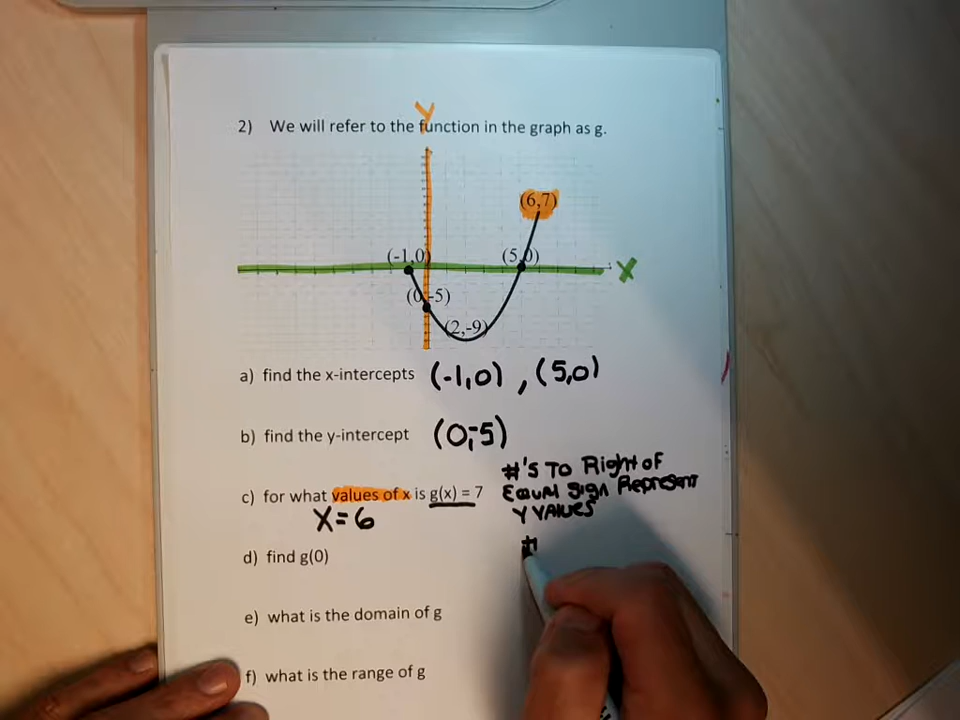 Y
2) We will refer to the function in the graph as g.
(6,7)
(-1,0) (5,0)
X
(0,-5)
(2,-9)
a) find the x-intercepts (-1,0) , (5,0)
b) find the y-intercept (0,-5)
#'S TO Right OF
EQUAL Sign Represent
Y VALUES
c) for what values of x is g(x) = 7
X=6
#
d) find g(0)
e) what is the domain of g
f) what is the range of g